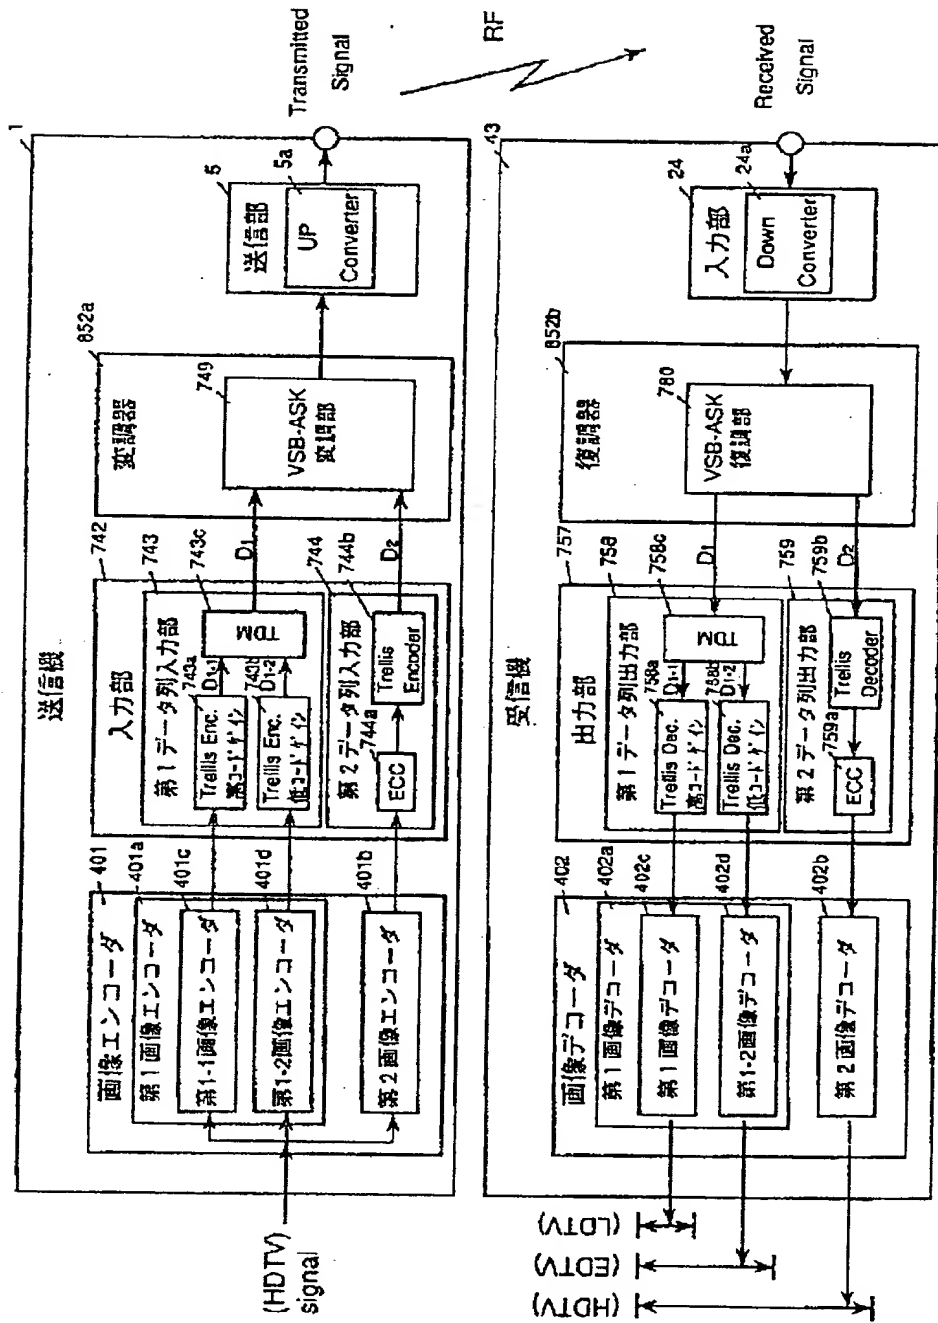 送信機
1
(HDTV)
signal
画像エンコーダ
401
第1画像エンコーダ
401a
第1-1画像エンコーダ
401c
第1-2画像エンコーダ
401d
第2画像エンコーダ
401b
入力部
742
第1データ列入力部
743
Trellis Enc.
高コードゲイン
743a
D1-1
Trellis Enc.
低コードゲイン
743b
D1-2
TDM
743c
第2データ列入力部
744
ECC
744a
Trellis
Encoder
744b
D1
D2
変調器
852a
VSB-ASK
変調部
749
送信部
5
UP
Converter
5a
Transmitted
Signal
RF
受信機
43
Received
Signal
入力部
24
Down
Converter
24a
復調器
852b
VSB-ASK
復調部
780
D1
D2
出力部
757
第1データ列出力部
758
TDM
758c
D1-1
D1-2
Trellis Dec.
高コードゲイン
758a
Trellis Dec.
低コードゲイン
758b
第2データ列出力部
759
Trellis
Decoder
759b
ECC
759a
画像デコーダ
402
第1画像デコーダ
402a
第1画像デコーダ
402c
第1-2画像デコーダ
402d
第2画像デコーダ
402b
(LDTV)
(EDTV)
(HDTV)